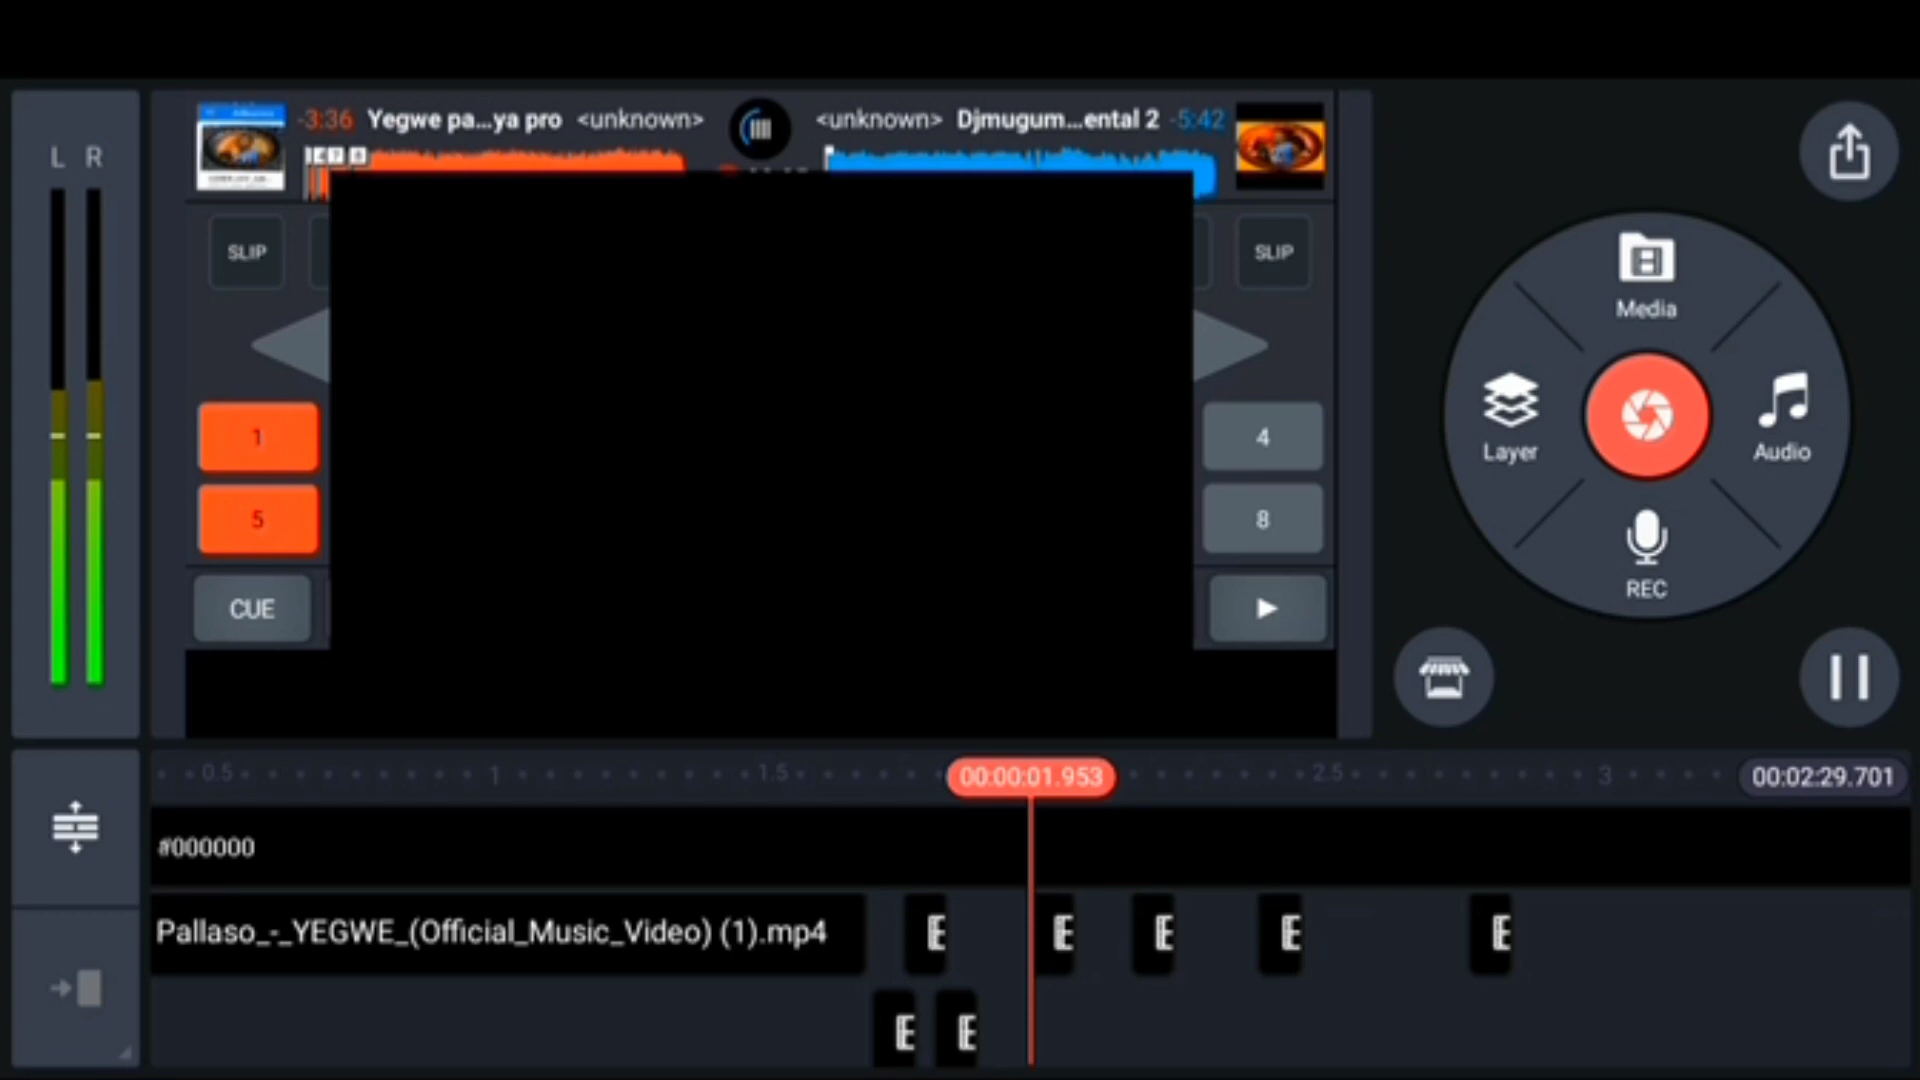 L R
-3:36 Yegwe pa...ya pro <unknown>
<unknown> Djmugum...ental 2 -5:42
SLIP
SLIP
1
5
4
8
CUE
Media
Layer
Audio
REC
0.5 1 1.5 00:00:01.953 2.5 3 00:02:29.701
#000000
Pallaso_-_YEGWE_(Official_Music_Video) (1).mp4